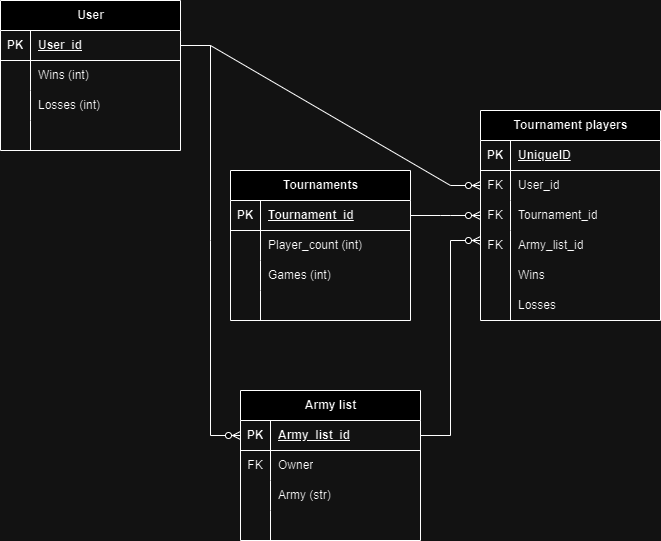 User
PK User_id
Wins (int)
Losses (int)
Tournament players
PK UniqueID
FK User_id
FK Tournament_id
FK Army_list_id
Wins
Losses
Tournaments
PK Tournament_id
Player_count (int)
Games (int)
Army list
PK Army_list_id
FK Owner
Army (str)